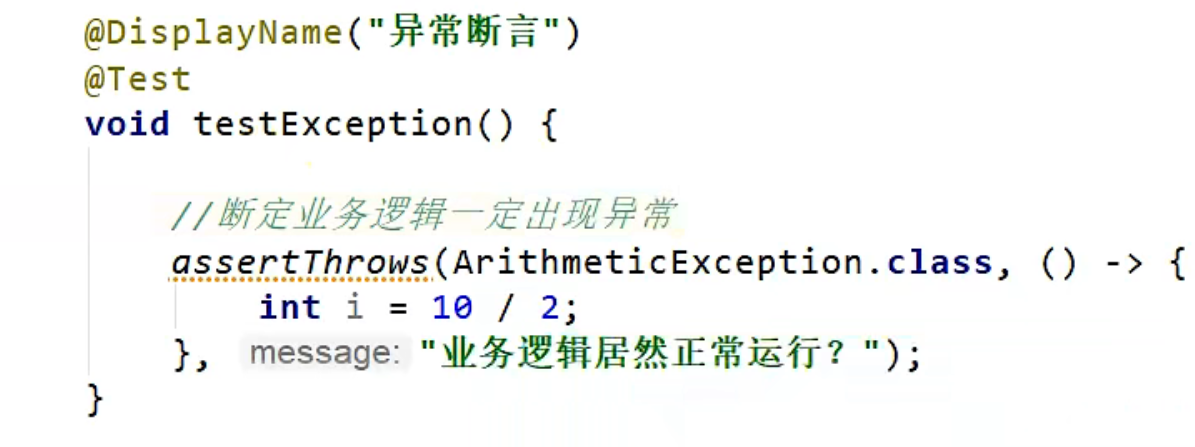 @DisplayName("异常断言")
@Test
void testException() {
//断定业务逻辑一定出现异常
assertThrows(ArithmeticException.class, () -> {
int i = 10 / 2;
}, message: "业务逻辑居然正常运行？");
}